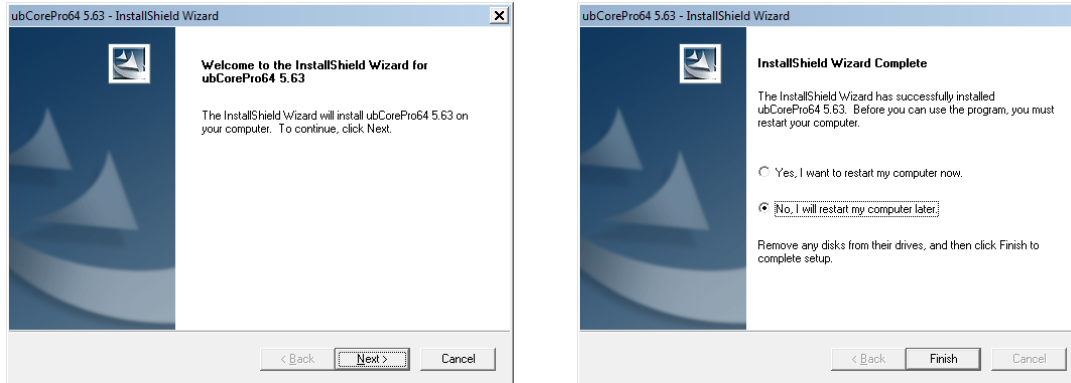 ubCorePro64 5.63 - InstallShield Wizard
Welcome to the InstallShield Wizard for
ubCorePro64 5.63
The InstallShield Wizard will install ubCorePro64 5.63 on
your computer. To continue, click Next.
< Back
Next >
Cancel
ubCorePro64 5.63 - InstallShield Wizard
InstallShield Wizard Complete
The InstallShield Wizard has successfully installed
ubCorePro64 5.63. Before you can use the program, you must
restart your computer.
Yes, I want to restart my computer now.
No, I will restart my computer later.
Remove any disks from their drives, and then click Finish to
complete setup.
< Back
Finish
Cancel